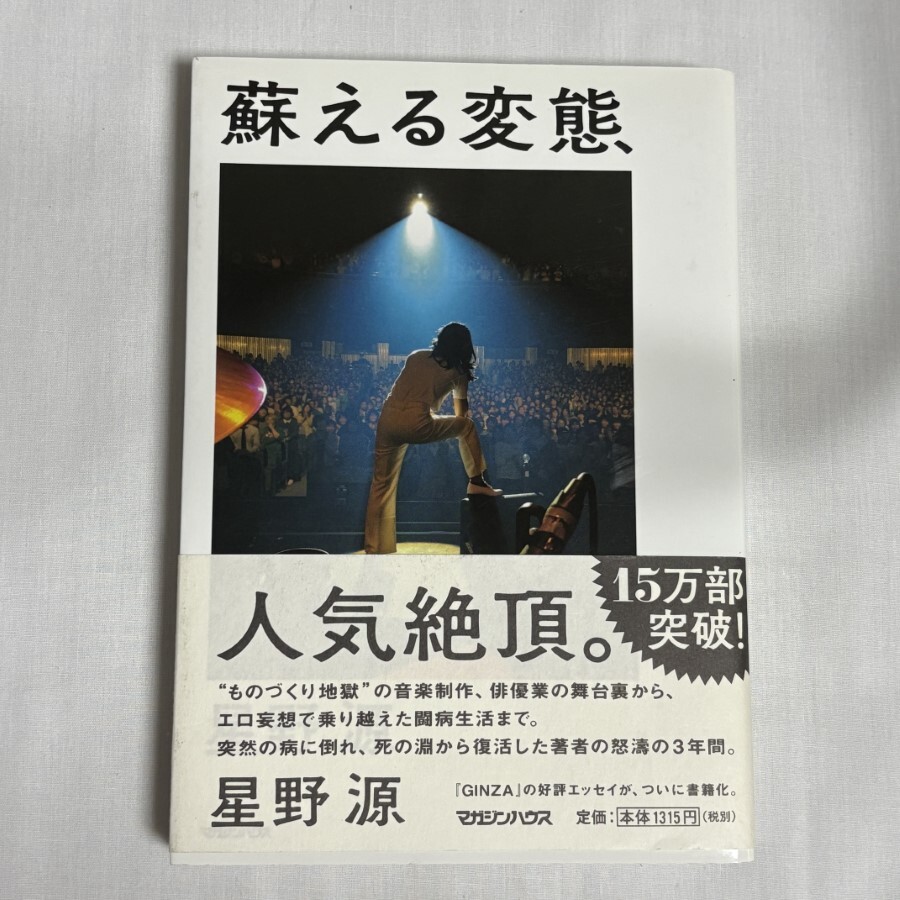 蘇える変態
人気絶頂。
15万部
突破!
“ものづくり地獄”の音楽制作、俳優業の舞台裏から、
エロ妄想で乗り越えた闘病生活まで。
突然の病に倒れ、死の淵から復活した著者の怒濤の3年間。
星野 源
『GINZA』の好評エッセイが、ついに書籍化。
マガジンハウス 定価:本体1315円(税別)